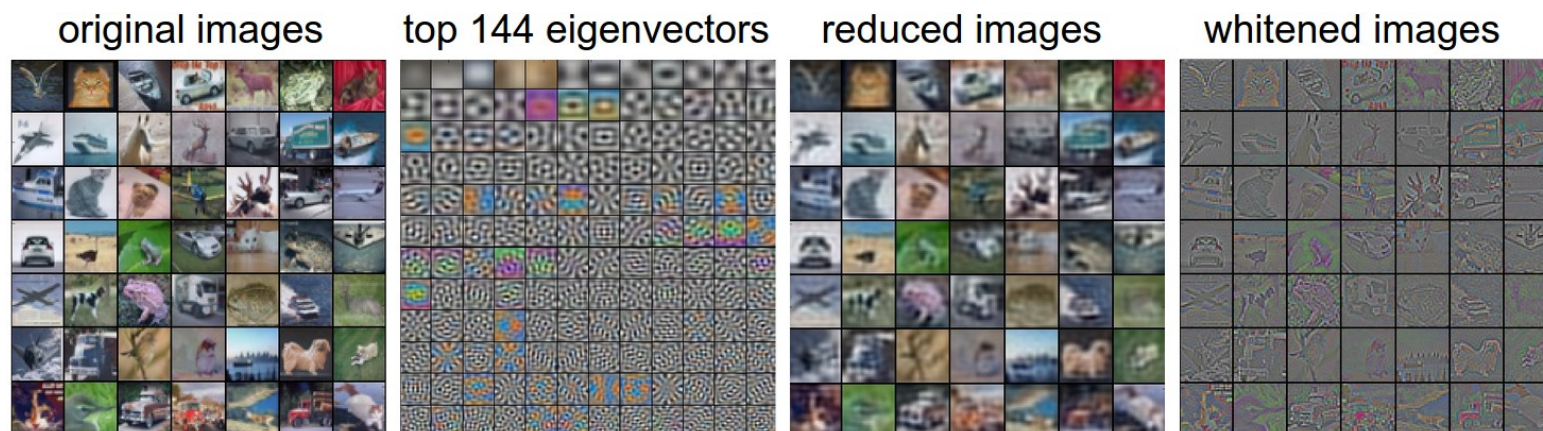 original images
top 144 eigenvectors
reduced images
whitened images